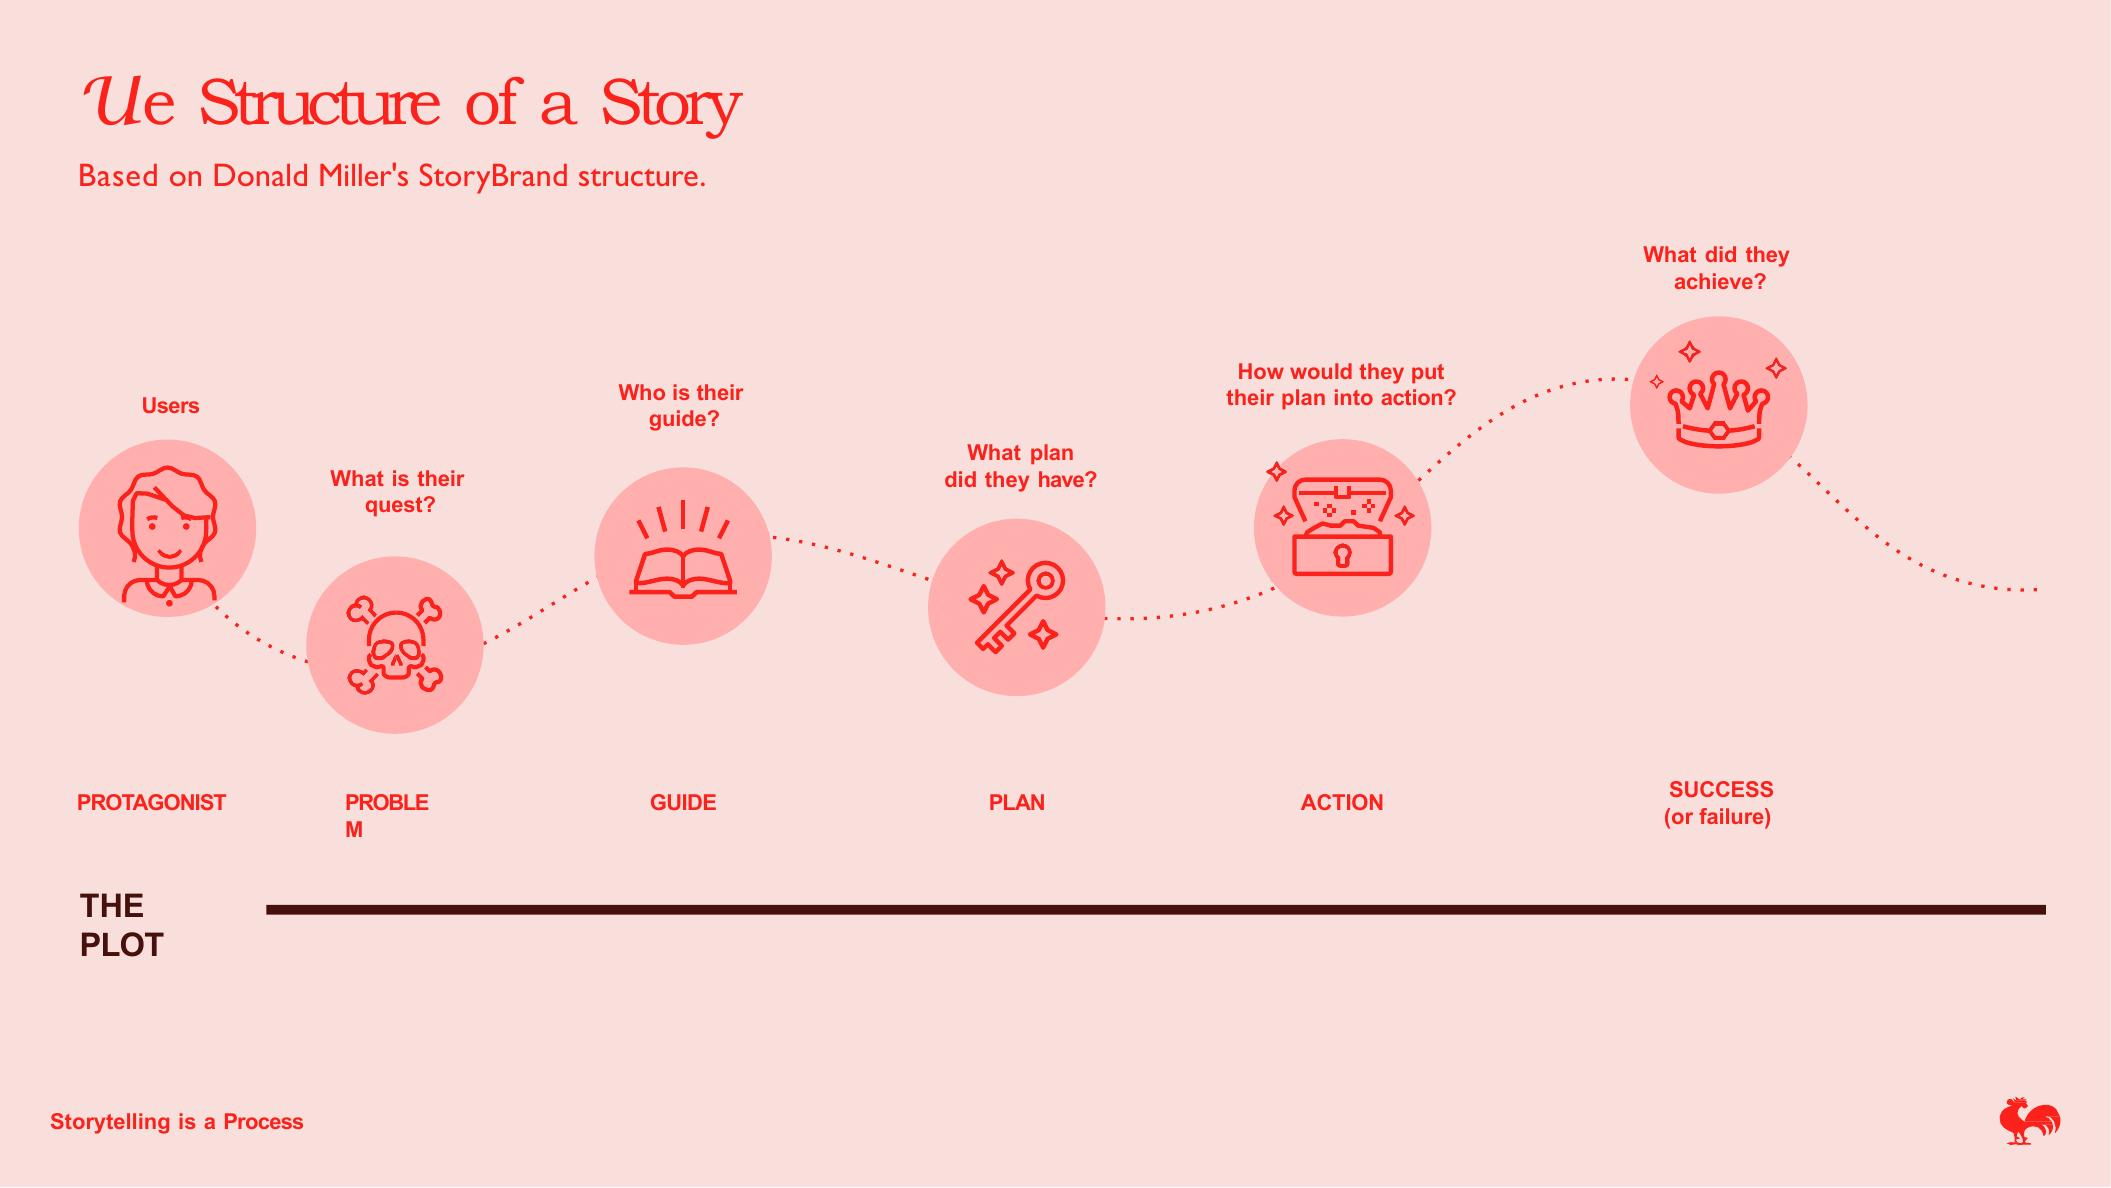 Ue Structure of a Story
Based on Donald Miller's StoryBrand structure.
What did they
achieve?
How would they put
their plan into action?
Who is their
guide?
Users
What plan
did they have?
What is their
quest?
PROTAGONIST
PROBLE
M
GUIDE
PLAN
ACTION
SUCCESS
(or failure)
THE
PLOT
Storytelling is a Process